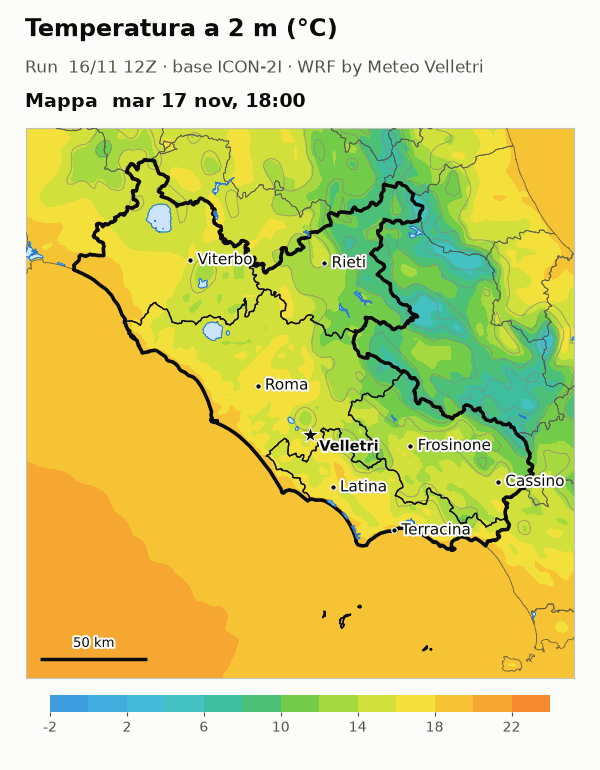 Temperatura a 2 m (°C)
Run  16/11 12Z · base ICON-2I · WRF by Meteo Velletri
Mappa  mar 17 nov, 18:00
Viterbo
Rieti
Roma
Velletri
Frosinone
Cassino
Latina
Terracina
50 km
-2 2 6 10 14 18 22